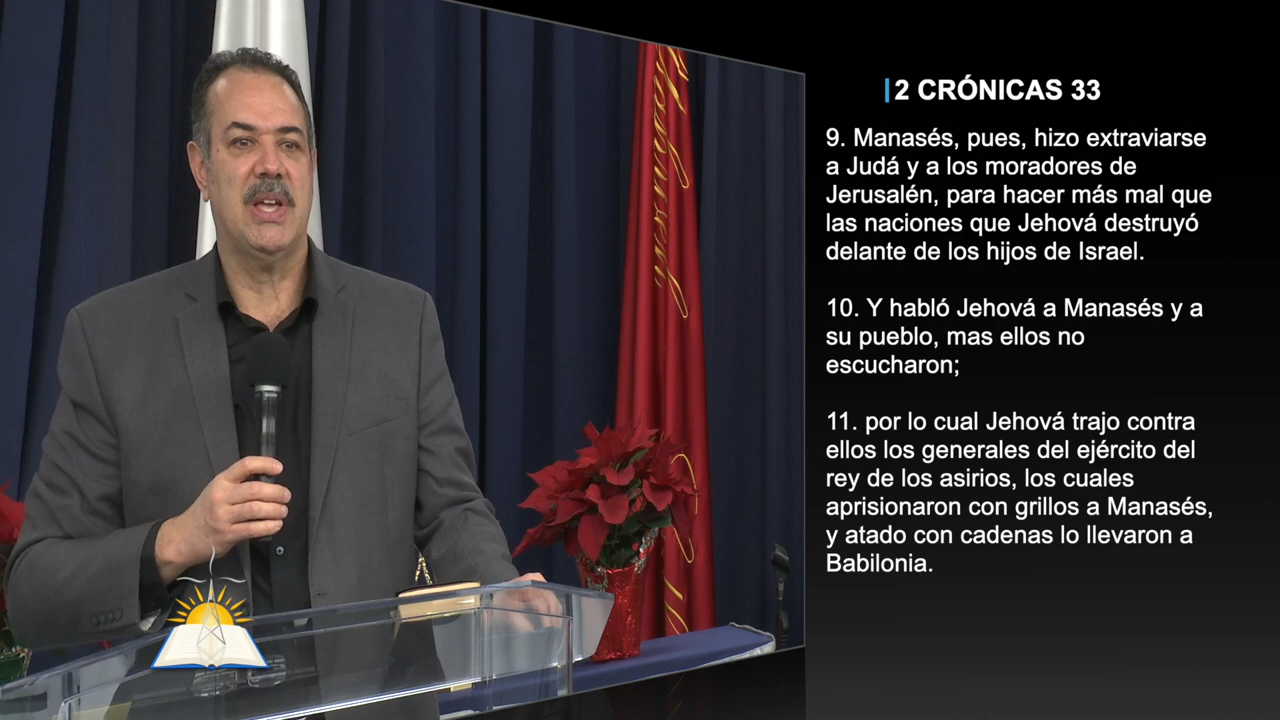 2 CRÓNICAS 33
9. Manasés, pues, hizo extraviarse
a Judá y a los moradores de
Jerusalén, para hacer más mal que
las naciones que Jehová destruyó
delante de los hijos de Israel.
10. Y habló Jehová a Manasés y a
su pueblo, mas ellos no
escucharon;
11. por lo cual Jehová trajo contra
ellos los generales del ejército del
rey de los asirios, los cuales
aprisionaron con grillos a Manasés,
y atado con cadenas lo llevaron a
Babilonia.